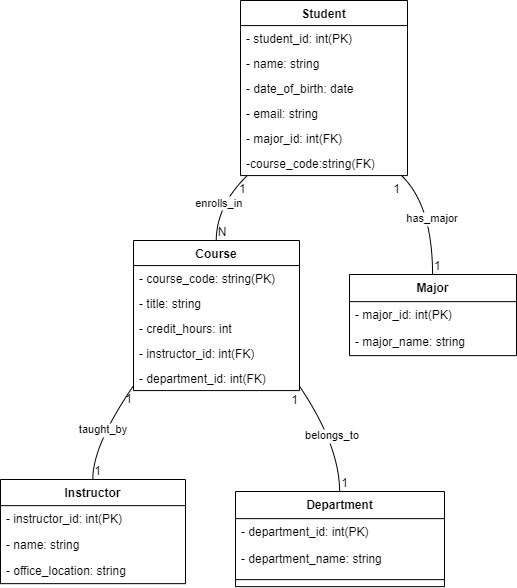 Student
- student_id: int(PK)
- name: string
- date_of_birth: date
- email: string
- major_id: int(FK)
-course_code:string(FK)
1
1
enrolls_in
has_major
N
1
Course
- course_code: string(PK)
- title: string
- credit_hours: int
- instructor_id: int(FK)
- department_id: int(FK)
Major
- major_id: int(PK)
- major_name: string
1
1
taught_by
belongs_to
1
1
Instructor
- instructor_id: int(PK)
- name: string
- office_location: string
Department
- department_id: int(PK)
- department_name: string